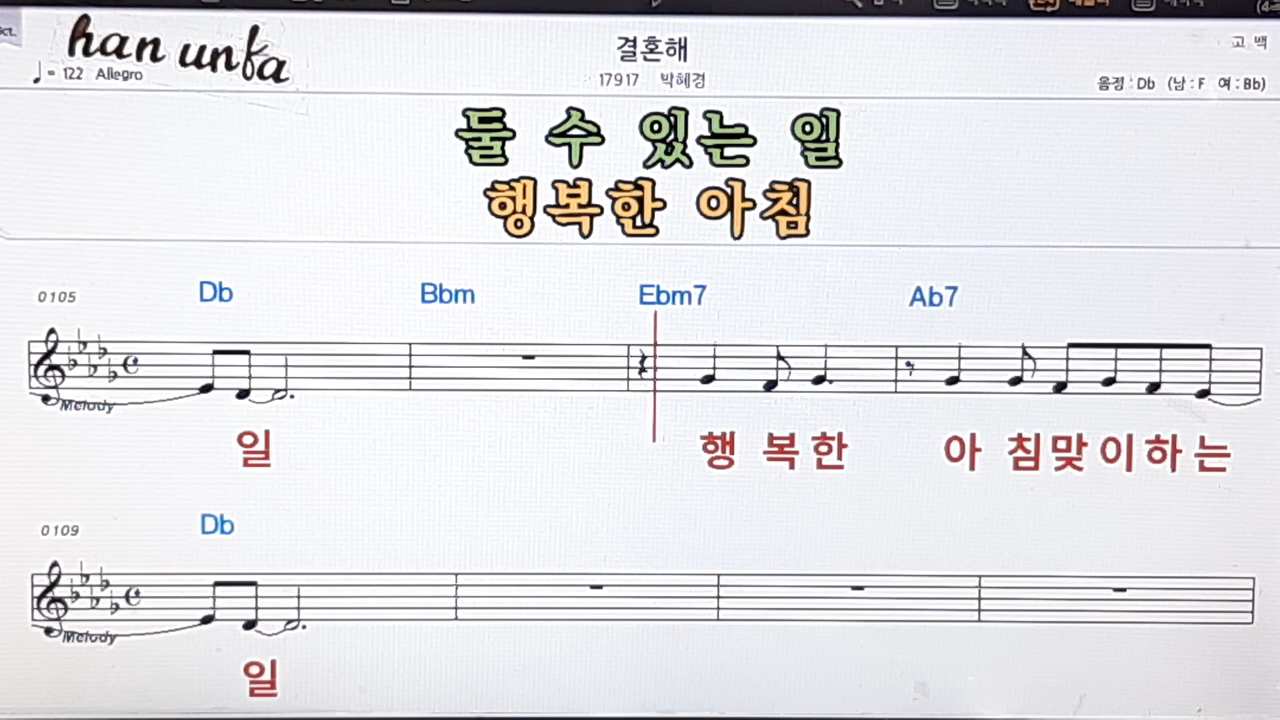 han unfa
♩= 122 Allegro
결혼해
17917 박혜경
고 백
음정 : Db (남 : F 여 : Bb)
둘 수 있는 일
행복한 아침
0105 Db Bbm Ebm7 Ab7
Melody
일 행 복 한 아 침 맞 이 하 는
0109 Db
Melody
일